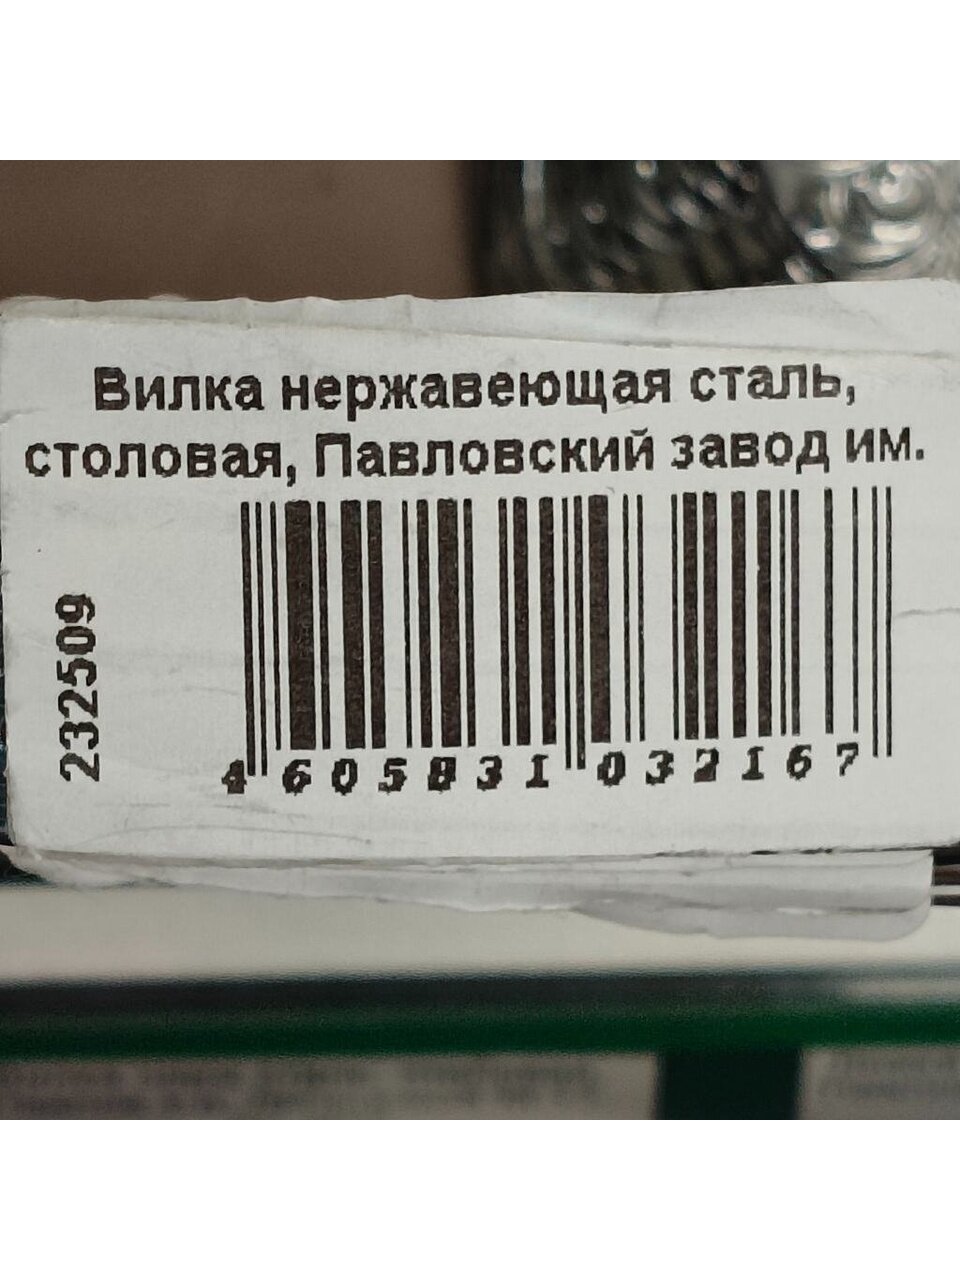 Вилка нержавеющая сталь,
столовая, Павловский завод им.
232509
4 605831 032167